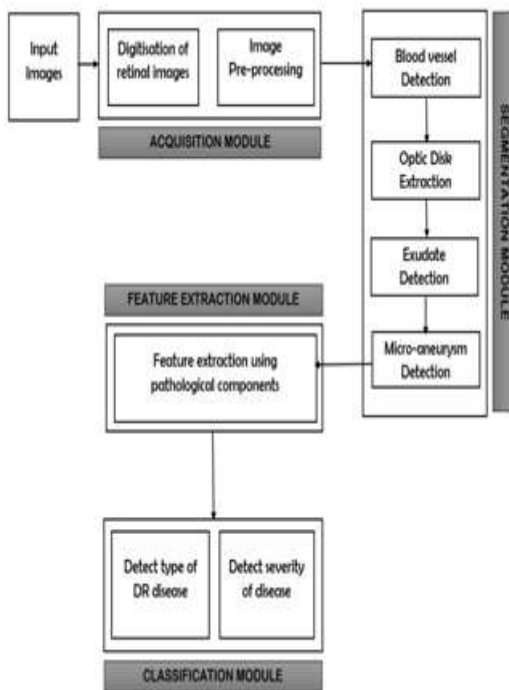 Input
Images
Digitisation of
retinal images
Image
Pre-processing
ACQUISITION MODULE
Blood vessel
Detection
Optic Disk
Extraction
Exudate
Detection
Micro-aneurysm
Detection
SEGMENTATION MODULE
FEATURE EXTRACTION MODULE
Feature extraction using
pathological components
Detect type of
DR disease
Detect severity
of disease
CLASSIFICATION MODULE